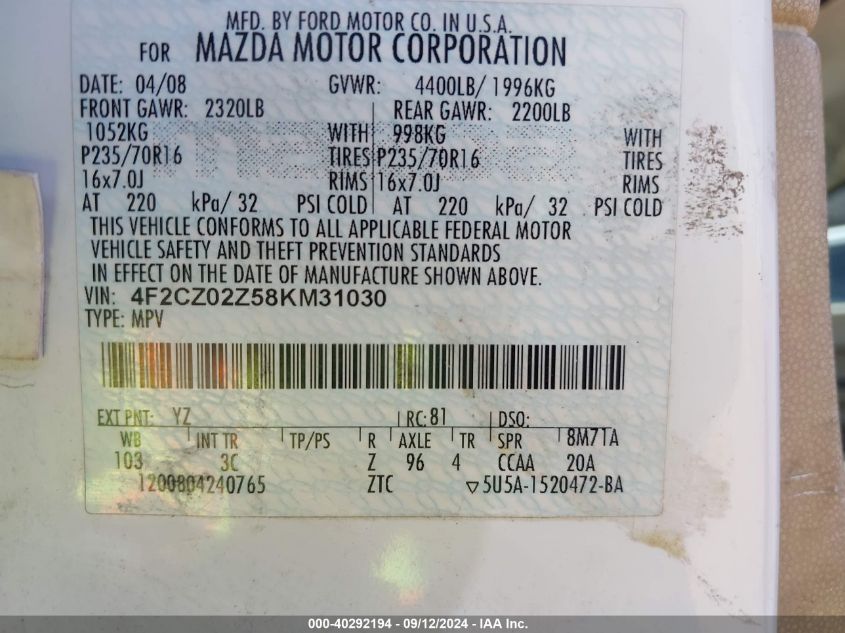 MFD. BY FORD MOTOR CO. IN U.S.A.
FOR MAZDA MOTOR CORPORATION
DATE: 04/08 GVWR: 4400LB/ 1996KG
FRONT GAWR: 2320LB REAR GAWR: 2200LB
1052KG WITH 998KG WITH
P235/70R16 TIRES P235/70R16 TIRES
16x7.0J RIMS 16x7.0J RIMS
AT 220 kPa/ 32 PSI COLD AT 220 kPa/ 32 PSI COLD
THIS VEHICLE CONFORMS TO ALL APPLICABLE FEDERAL MOTOR
VEHICLE SAFETY AND THEFT PREVENTION STANDARDS
IN EFFECT ON THE DATE OF MANUFACTURE SHOWN ABOVE.
VIN: 4F2CZ02Z58KM31030
TYPE: MPV
EXT PNT: YZ RC: 81 DSO:
WB INT TR TP/PS R AXLE TR SPR 8M71A
103 3C Z 96 4 CCAA 20A
1200804240765 ZTC ▽5U5A-1520472-BA
000-40292194 - 09/12/2024 - IAA Inc.